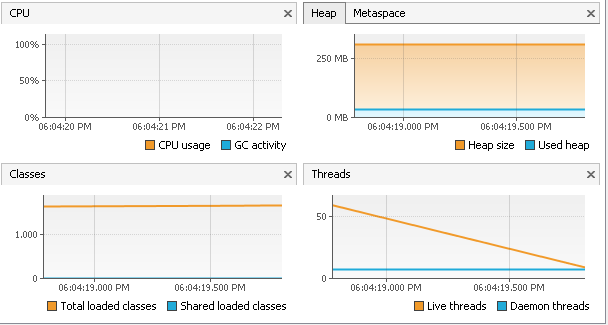 CPU
100%
50%
0%
06:04:20 PM 06:04:21 PM 06:04:22 PM
CPU usage GC activity
Heap Metaspace
250 MB
0 MB
06:04:19.000 PM 06:04:19.500 PM
Heap size Used heap
Classes
1.000
0
06:04:19.000 PM 06:04:19.500 PM
Total loaded classes Shared loaded classes
Threads
50
0
06:04:19.000 PM 06:04:19.500 PM
Live threads Daemon threads